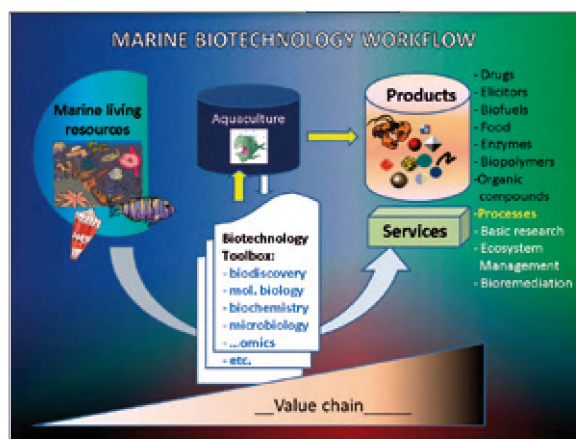 MARINE BIOTECHNOLOGY WORKFLOW
Marine living
resources
Aquaculture
Biotechnology
Toolbox:
- biodiscovery
- mol. biology
- biochemistry
- microbiology
- ...omics
- etc.
Products
Services
- Drugs
- Elicitors
- Biofuels
- Food
- Enzymes
- Biopolymers
-Organic
compounds
-Processes
- Basic research
- Ecosystem
Management
- Bioremediation
__Value chain_____